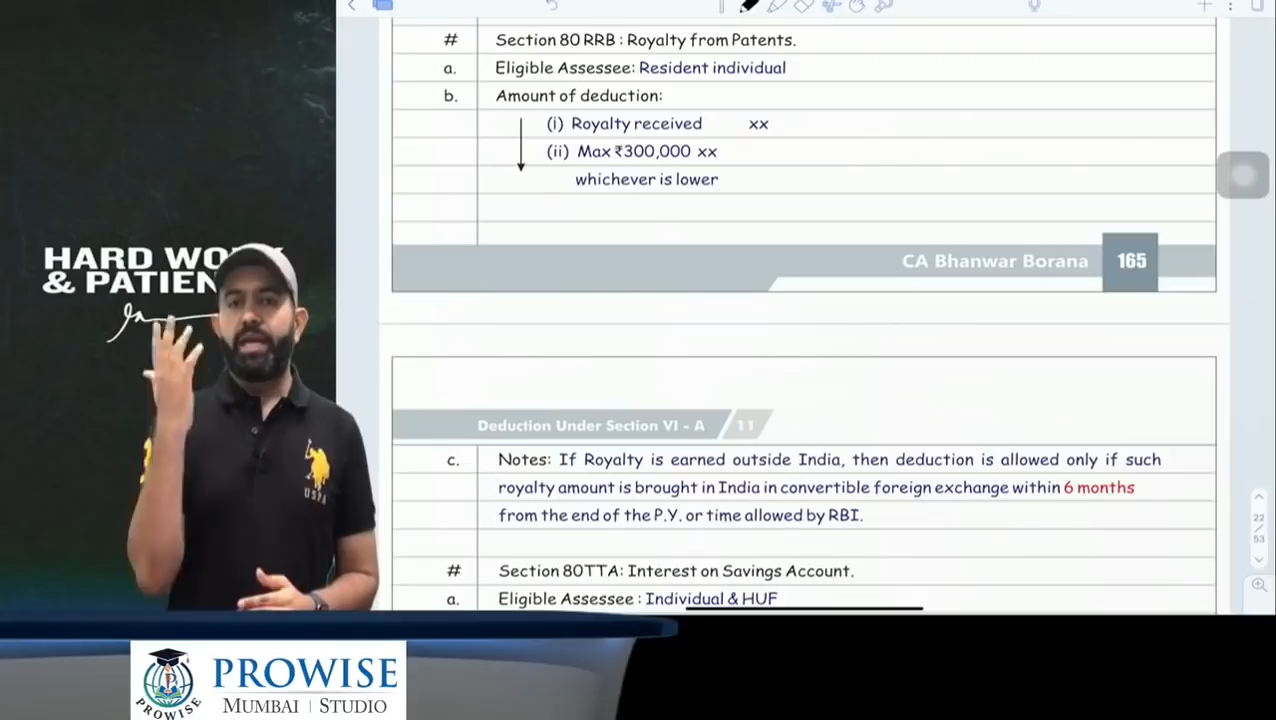 # Section 80 RRB : Royalty from Patents.
a. Eligible Assessee: Resident individual
b. Amount of deduction:
(i) Royalty received xx
(ii) Max ₹300,000 xx
whichever is lower
HARD WO
& PATIEN
CA Bhanwar Borana 165
Deduction Under Section VI - A 11
c. Notes: If Royalty is earned outside India, then deduction is allowed only if such
royalty amount is brought in India in convertible foreign exchange within 6 months
from the end of the P.Y. or time allowed by RBI.
# Section 80TTA: Interest on Savings Account.
a. Eligible Assessee : Individual & HUF
22
/
53
USPA
PROWISE
PROWISE
MUMBAI | STUDIO